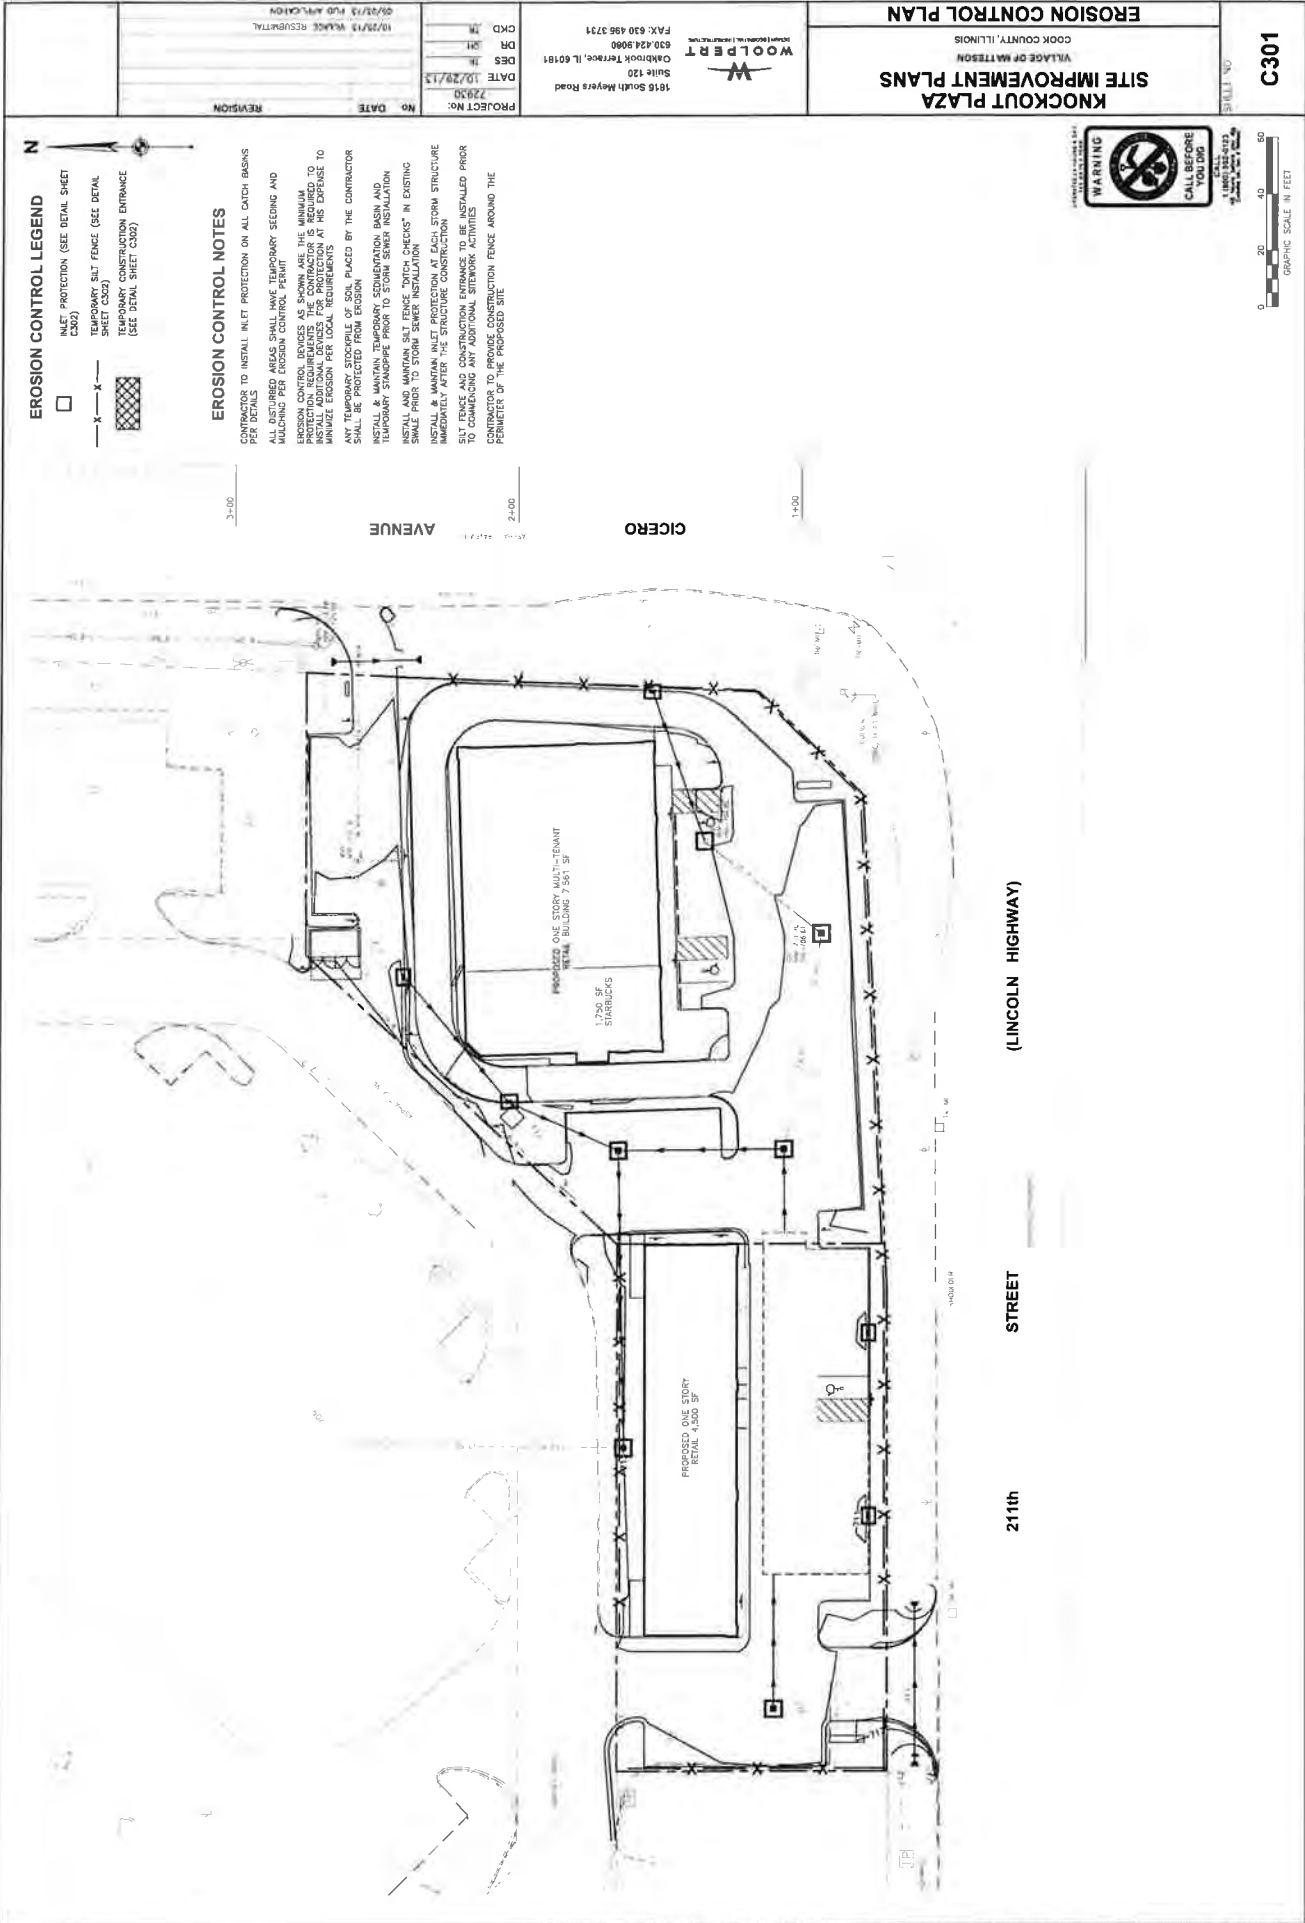 EROSION CONTROL LEGEND
INLET PROTECTION (SEE DETAIL SHEET
C302)
TEMPORARY SILT FENCE (SEE DETAIL
SHEET C302)
TEMPORARY CONSTRUCTION ENTRANCE
(SEE DETAIL SHEET C302)
N
EROSION CONTROL NOTES
CONTRACTOR TO INSTALL INLET PROTECTION ON ALL CATCH BASINS
PER DETAILS
ALL DISTURBED AREAS SHALL HAVE TEMPORARY SEEDING AND
MULCHING PER EROSION CONTROL PERMIT
EROSION CONTROL DEVICES AS SHOWN ARE THE MINIMUM
PROTECTION REQUIREMENTS. THE CONTRACTOR IS REQUIRED TO
INSTALL ADDITIONAL DEVICES FOR PROTECTION AT HIS EXPENSE TO
MINIMIZE EROSION PER LOCAL REQUIREMENTS
ANY TEMPORARY STOCKPILE OF SOIL PLACED BY THE CONTRACTOR
SHALL BE PROTECTED FROM EROSION
INSTALL & MAINTAIN TEMPORARY SEDIMENTATION BASIN AND
TEMPORARY STANDPIPE PRIOR TO STORM SEWER INSTALLATION
INSTALL AND MAINTAIN SILT FENCE "DITCH CHECKS" IN EXISTING
SWALE PRIOR TO STORM SEWER INSTALLATION
INSTALL & MAINTAIN INLET PROTECTION AT EACH STORM STRUCTURE
IMMEDIATELY AFTER THE STRUCTURE CONSTRUCTION
SILT FENCE AND CONSTRUCTION ENTRANCE TO BE INSTALLED PRIOR
TO COMMENCING ANY ADDITIONAL SITEWORK ACTIVITIES
CONTRACTOR TO PROVIDE CONSTRUCTION FENCE AROUND THE
PERIMETER OF THE PROPOSED SITE
WARNING
CALL BEFORE
YOU DIG
CALL
0 20 40 60
GRAPHIC SCALE IN FEET
3+00
2+00
1+00
CICERO AVENUE
PROPOSED ONE STORY MULTI-TENANT
RETAIL BUILDING 7 561 SF
1,750 SF
STARBUCKS
PROPOSED ONE STORY
RETAIL 4,500 SF
SHOULDER
211th STREET (LINCOLN HIGHWAY)
No DATE REVISION
10/29/13 VILLAGE RESUBMITTAL
PUD APPLICATION
PROJECT No:
72930
DATE 10/29/13
DES
DR
CKD
1815 South Meyers Road
Suite 120
Oakbrook Terrace, IL 60181
630.424.9080
FAX: 630 495 3731
WOOLPERT
KNOCKOUT PLAZA
SITE IMPROVEMENT PLANS
VILLAGE OF MATTESON
COOK COUNTY, ILLINOIS
EROSION CONTROL PLAN
SHEET NO
C301